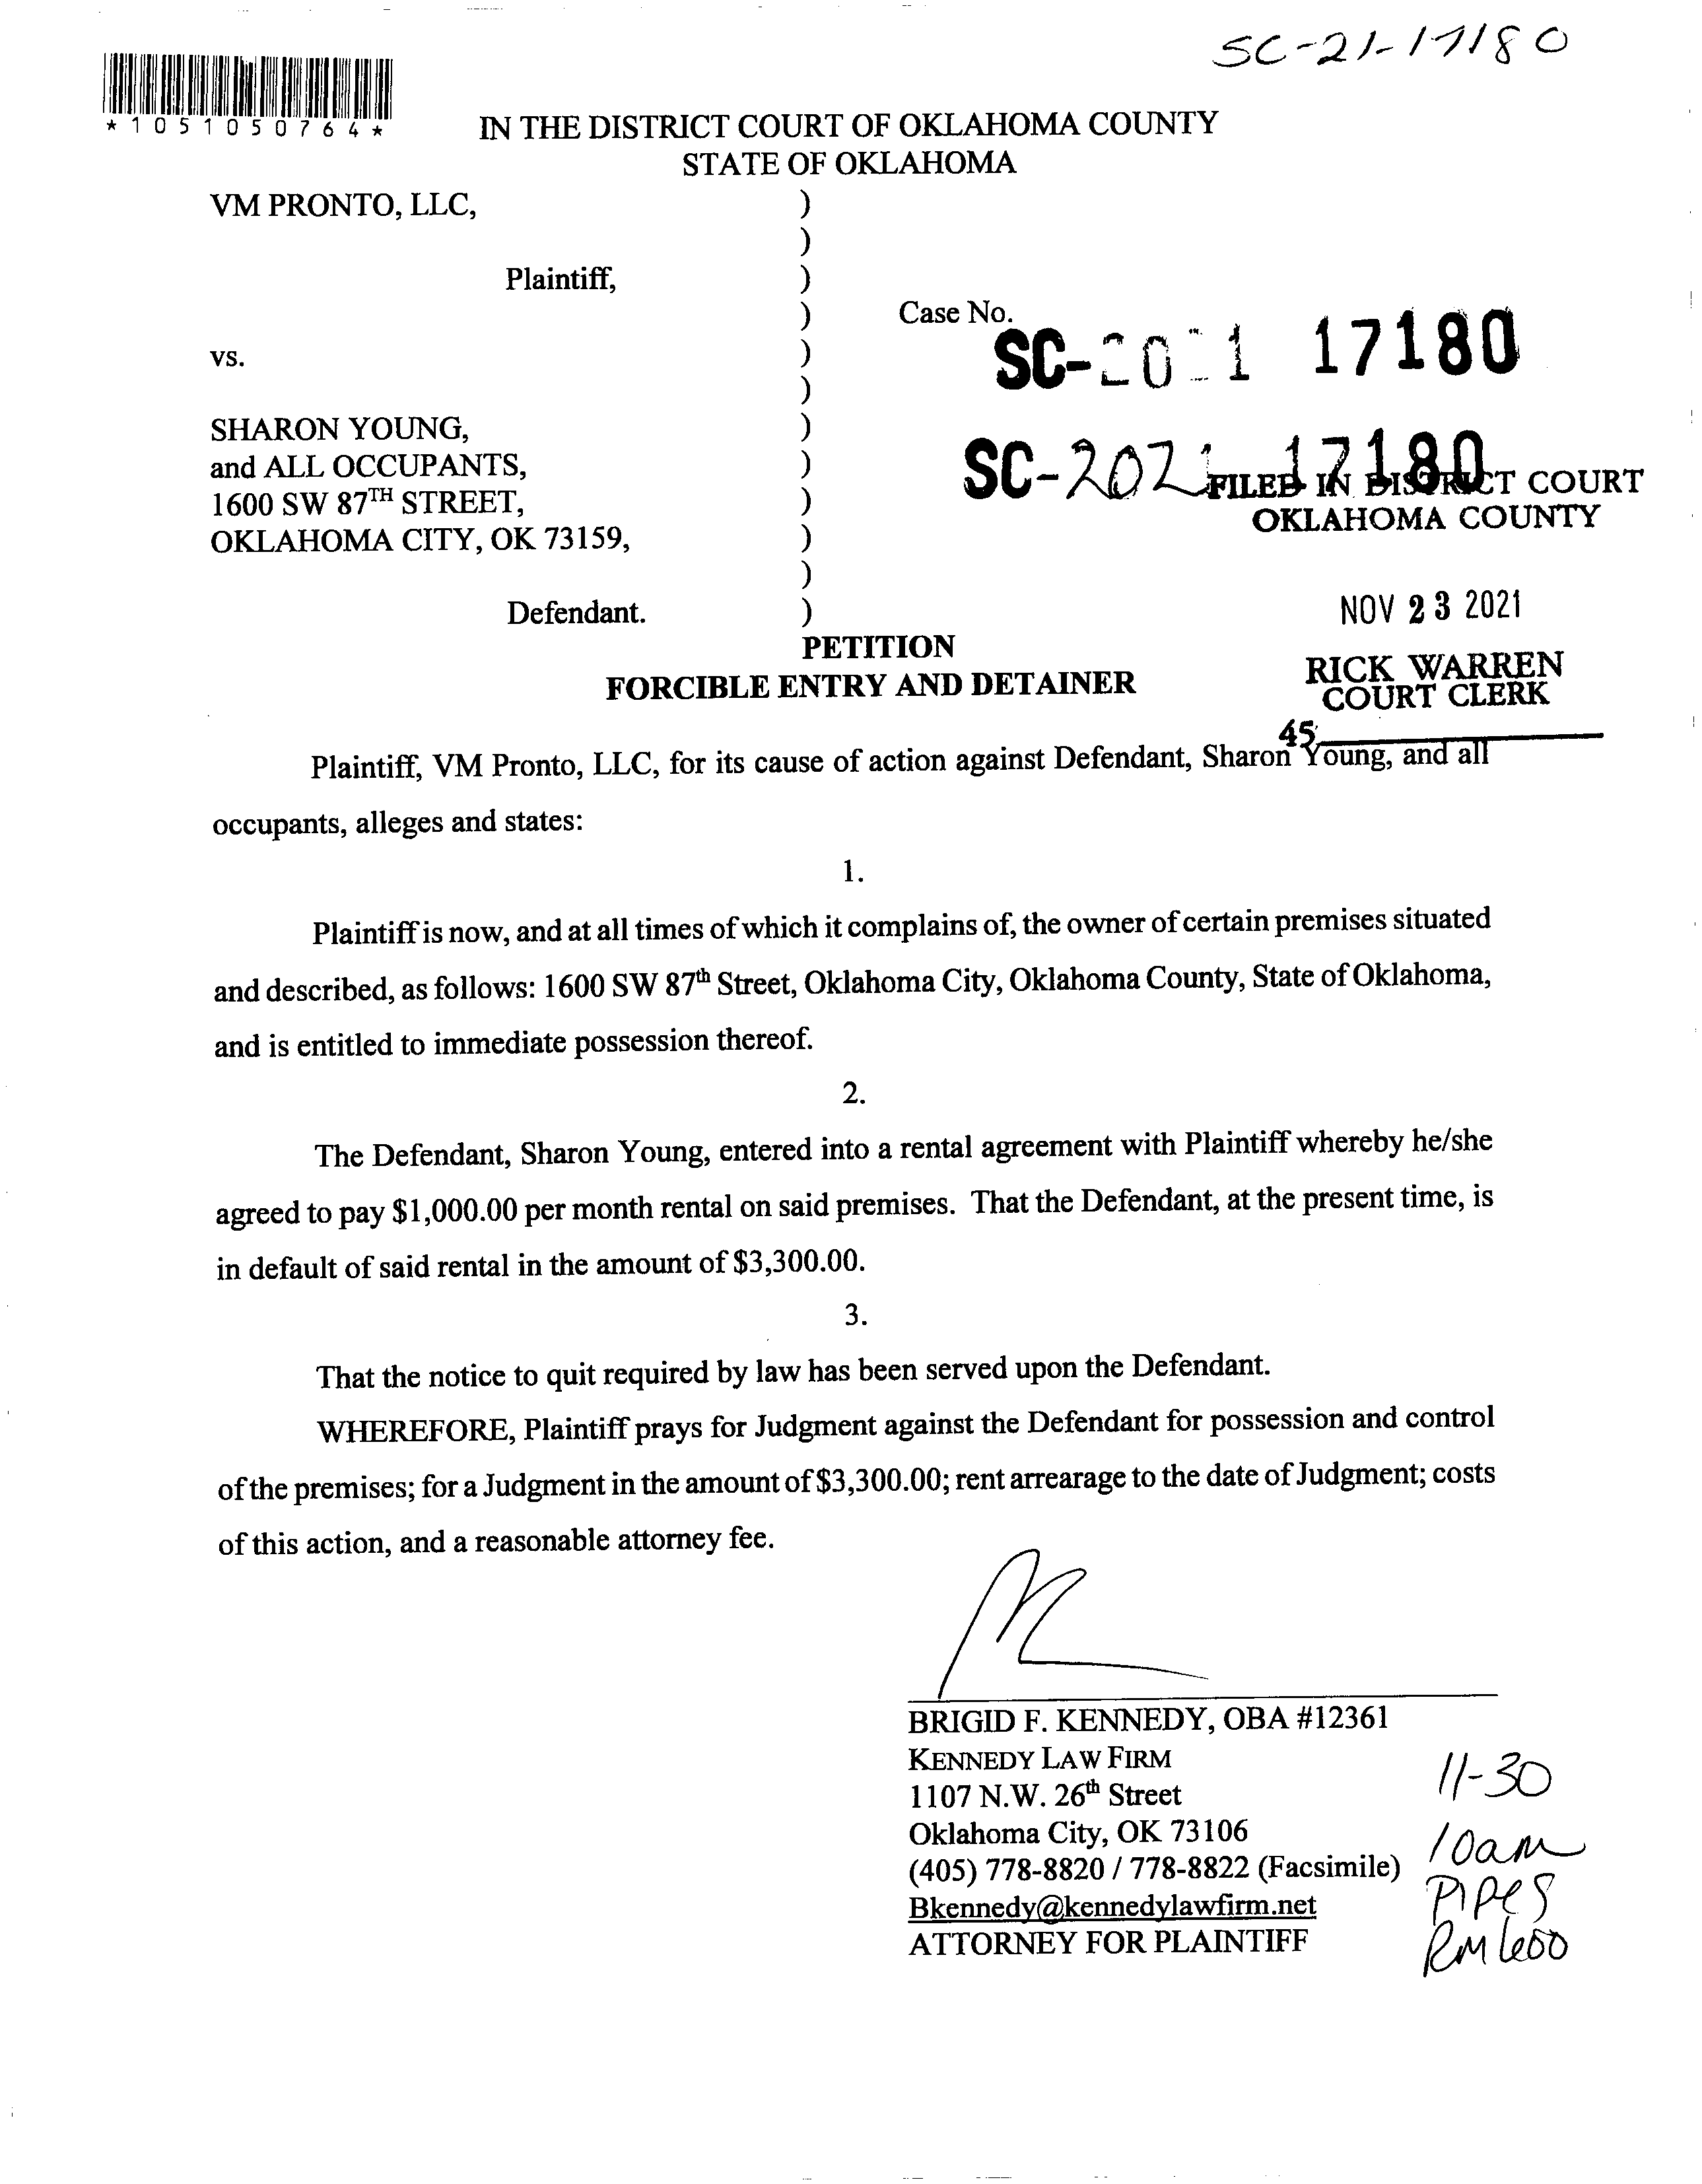 SC-21-17180
*1051050764*
IN THE DISTRICT COURT OF OKLAHOMA COUNTY
STATE OF OKLAHOMA
VM PRONTO, LLC, )
)
Plaintiff, )
) Case No.
SC-2021 17180
vs. )
)
SHARON YOUNG, )
and ALL OCCUPANTS, ) SC-2021 17180
1600 SW 87TH STREET, ) FILED IN DISTRICT COURT
OKLAHOMA CITY, OK 73159, ) OKLAHOMA COUNTY
)
Defendant. ) NOV 23 2021
PETITION
FORCIBLE ENTRY AND DETAINER
RICK WARREN
COURT CLERK
45
Plaintiff, VM Pronto, LLC, for its cause of action against Defendant, Sharon Young, and all
occupants, alleges and states:
1.
Plaintiff is now, and at all times of which it complains of, the owner of certain premises situated
and described, as follows: 1600 SW 87th Street, Oklahoma City, Oklahoma County, State of Oklahoma,
and is entitled to immediate possession thereof.
2.
The Defendant, Sharon Young, entered into a rental agreement with Plaintiff whereby he/she
agreed to pay $1,000.00 per month rental on said premises. That the Defendant, at the present time, is
in default of said rental in the amount of $3,300.00.
3.
That the notice to quit required by law has been served upon the Defendant.
WHEREFORE, Plaintiff prays for Judgment against the Defendant for possession and control
of the premises; for a Judgment in the amount of $3,300.00; rent arrearage to the date of Judgment; costs
of this action, and a reasonable attorney fee.
BRIGID F. KENNEDY, OBA #12361
KENNEDY LAW FIRM
1107 N.W. 26th Street
Oklahoma City, OK 73106
(405) 778-8820 / 778-8822 (Facsimile)
Bkennedy@kennedylawfirm.net
ATTORNEY FOR PLAINTIFF
11-30
10am
Pipes
Rm 600